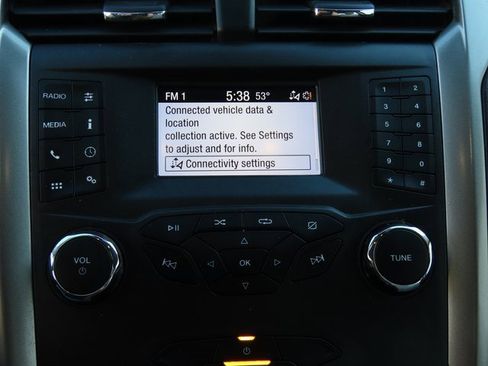 FM 1 5:38 53°
Connected vehicle data &
location
collection active. See Settings
to adjust and for info.
Connectivity settings
RADIO
MEDIA
i
1 2
3 4
5 6
7 8
9 0
* #
VOL
OK
TUNE